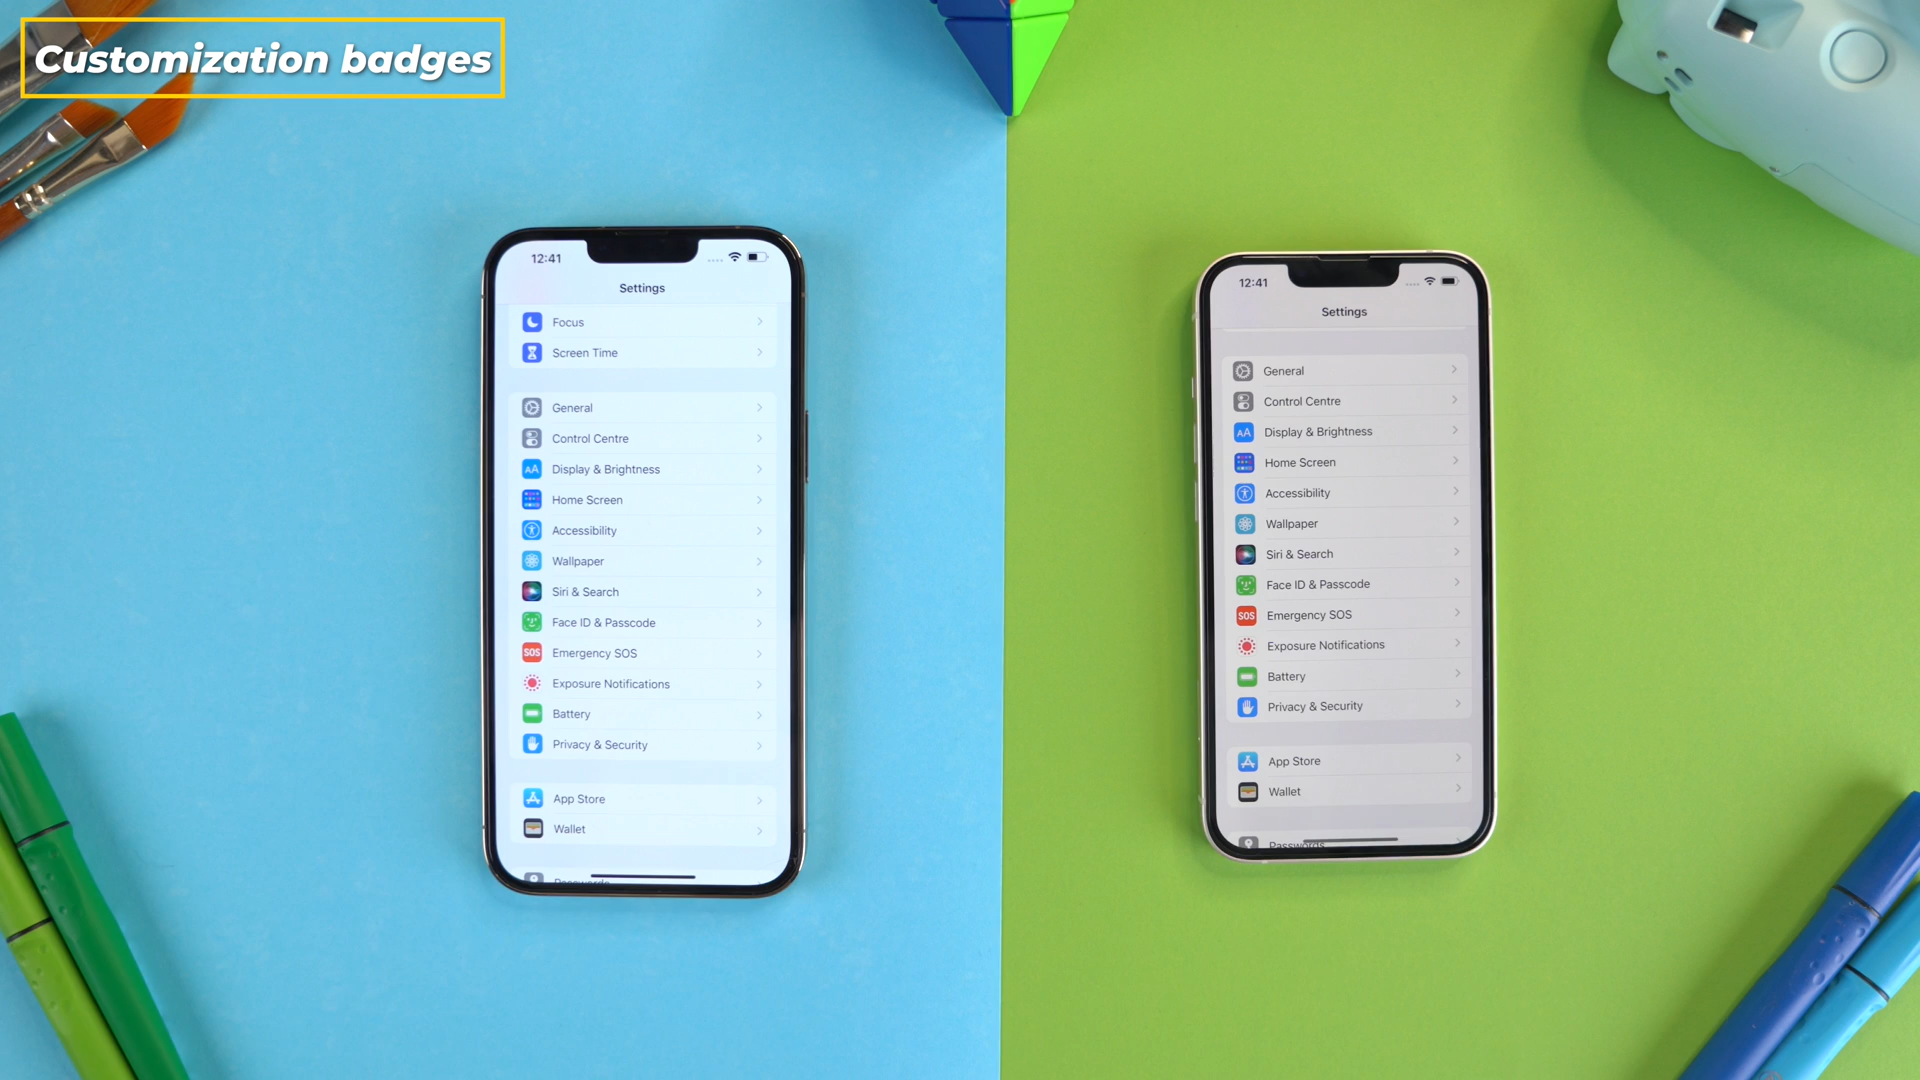 Customization badges
12:41
Settings
Focus
Screen Time
General
Control Centre
AA Display & Brightness
Home Screen
Accessibility
Wallpaper
Siri & Search
Face ID & Passcode
SOS Emergency SOS
Exposure Notifications
Battery
Privacy & Security
App Store
Wallet
Passwords
12:41
Settings
General
Control Centre
AA Display & Brightness
Home Screen
Accessibility
Wallpaper
Siri & Search
Face ID & Passcode
SOS Emergency SOS
Exposure Notifications
Battery
Privacy & Security
App Store
Wallet
Passwords